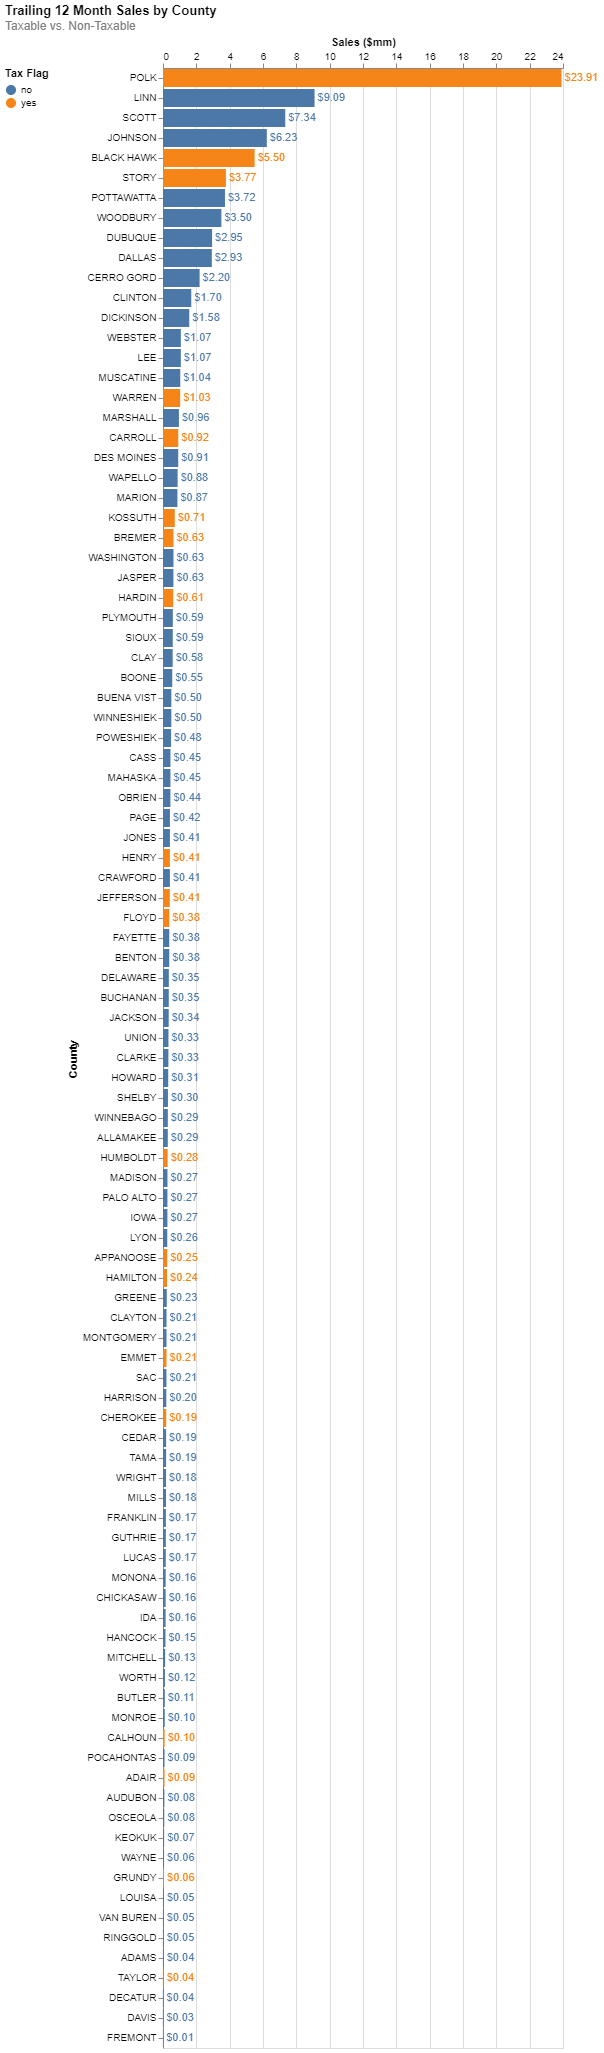 Trailing 12 Month Sales by County
Taxable vs. Non-Taxable
Sales ($mm)
0 2 4 6 8 10 12 14 16 18 20 22 24
Tax Flag
no
yes
County
POLK $23.91
LINN $9.09
SCOTT $7.34
JOHNSON $6.23
BLACK HAWK $5.50
STORY $3.77
POTTAWATTA $3.72
WOODBURY $3.50
DUBUQUE $2.95
DALLAS $2.93
CERRO GORD $2.20
CLINTON $1.70
DICKINSON $1.58
WEBSTER $1.07
LEE $1.07
MUSCATINE $1.04
WARREN $1.03
MARSHALL $0.96
CARROLL $0.92
DES MOINES $0.91
WAPELLO $0.88
MARION $0.87
KOSSUTH $0.71
BREMER $0.63
WASHINGTON $0.63
JASPER $0.63
HARDIN $0.61
PLYMOUTH $0.59
SIOUX $0.59
CLAY $0.58
BOONE $0.55
BUENA VIST $0.50
WINNESHIEK $0.50
POWESHIEK $0.48
CASS $0.45
MAHASKA $0.45
OBRIEN $0.44
PAGE $0.42
JONES $0.41
HENRY $0.41
CRAWFORD $0.41
JEFFERSON $0.41
FLOYD $0.38
FAYETTE $0.38
BENTON $0.38
DELAWARE $0.35
BUCHANAN $0.35
JACKSON $0.34
UNION $0.33
CLARKE $0.33
HOWARD $0.31
SHELBY $0.30
WINNEBAGO $0.29
ALLAMAKEE $0.29
HUMBOLDT $0.28
MADISON $0.27
PALO ALTO $0.27
IOWA $0.27
LYON $0.26
APPANOOSE $0.25
HAMILTON $0.24
GREENE $0.23
CLAYTON $0.21
MONTGOMERY $0.21
EMMET $0.21
SAC $0.21
HARRISON $0.20
CHEROKEE $0.19
CEDAR $0.19
TAMA $0.19
WRIGHT $0.18
MILLS $0.18
FRANKLIN $0.17
GUTHRIE $0.17
LUCAS $0.17
MONONA $0.16
CHICKASAW $0.16
IDA $0.16
HANCOCK $0.15
MITCHELL $0.13
WORTH $0.12
BUTLER $0.11
MONROE $0.10
CALHOUN $0.10
POCAHONTAS $0.09
ADAIR $0.09
AUDUBON $0.08
OSCEOLA $0.08
KEOKUK $0.07
WAYNE $0.06
GRUNDY $0.06
LOUISA $0.05
VAN BUREN $0.05
RINGGOLD $0.05
ADAMS $0.04
TAYLOR $0.04
DECATUR $0.04
DAVIS $0.03
FREMONT $0.01